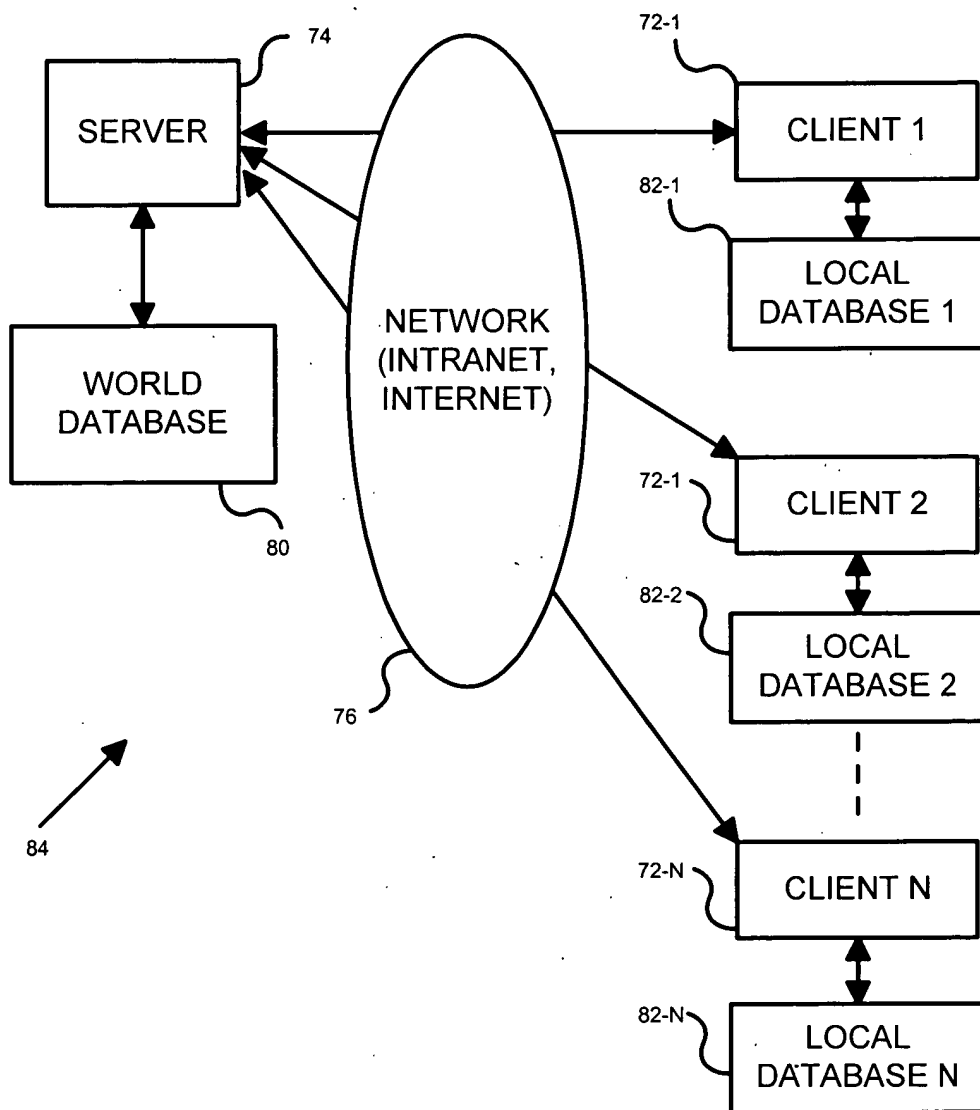 74
SERVER
WORLD
DATABASE
80
NETWORK
(INTRANET,
INTERNET)
76
84
72-1
CLIENT 1
82-1
LOCAL
DATABASE 1
72-1
CLIENT 2
82-2
LOCAL
DATABASE 2
72-N
CLIENT N
82-N
LOCAL
DATABASE N